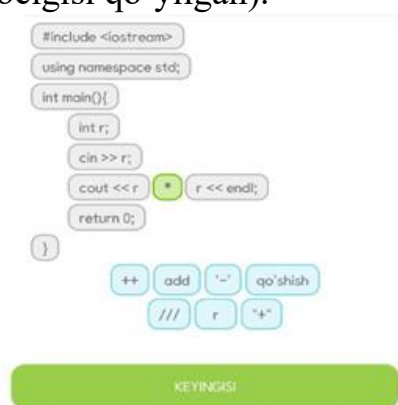 belgisi qo'yilgan).
#include <iostream>
using namespace std;
int main(){
int r;
cin >> r;
cout << r * r << endl;
return 0;
}
++ add '-' qo'shish
/// r "+"
KEYINGISI